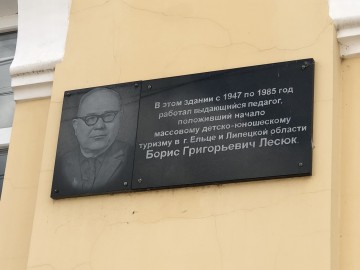 В этом здании с 1947 по 1985 год
работал выдающийся педагог,
положивший начало
массовому детско-юношескому
туризму в г. Ельце и Липецкой области
Борис Григорьевич Лесюк